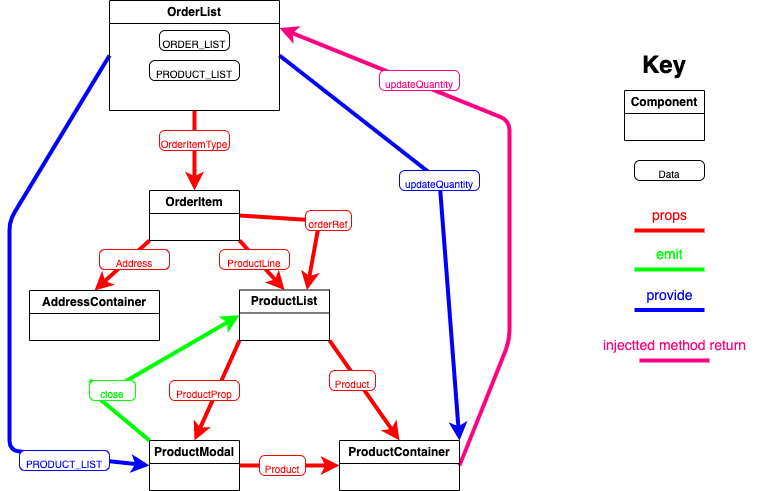 OrderList
ORDER_LIST
PRODUCT_LIST
updateQuantity
Key
Component
Data
OrderItemType
updateQuantity
OrderItem
orderRef
props
Address
ProductLine
emit
AddressContainer
ProductList
provide
injectted method return
close
ProductProp
Product
ProductModal
ProductContainer
PRODUCT_LIST
Product